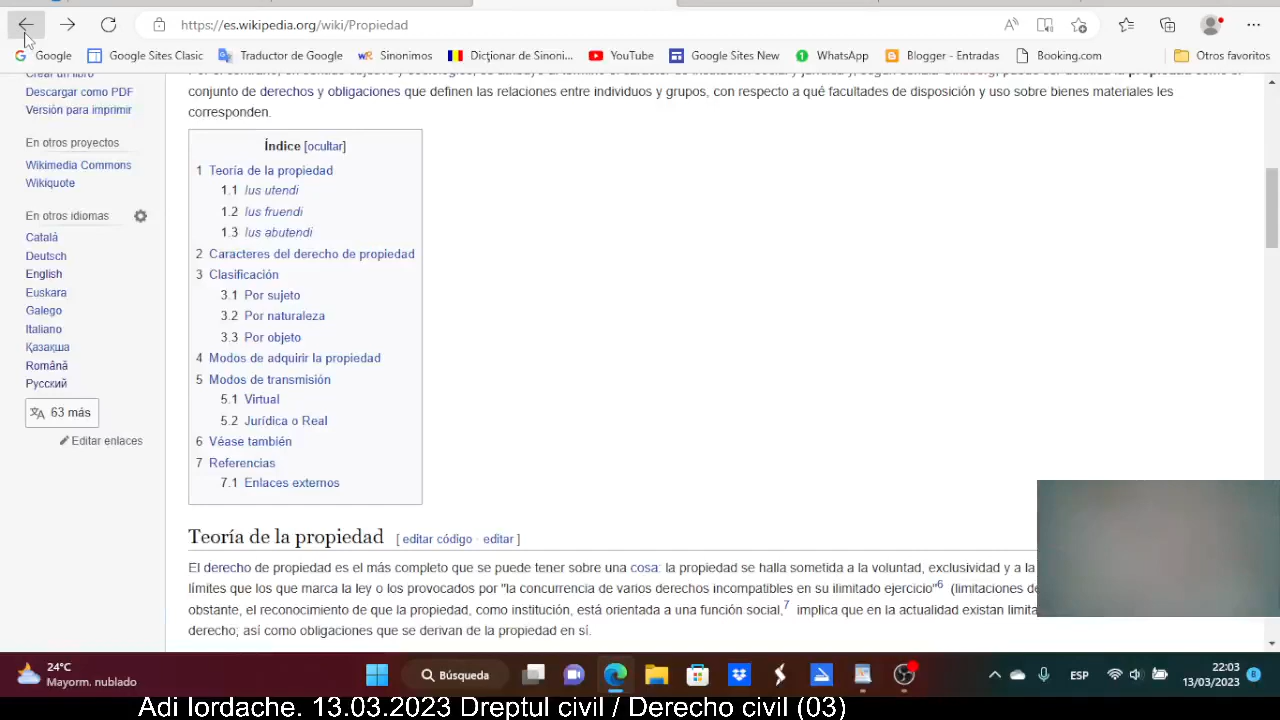 https://es.wikipedia.org/wiki/Propiedad
Google
Google Sites Clasic
Traductor de Google
Sinonimos
Dicționar de Sinoni...
YouTube
Google Sites New
WhatsApp
Blogger - Entradas
Booking.com
Otros favoritos
Crear un libro
Descargar como PDF
Versión para imprimir
En otros proyectos
Wikimedia Commons
Wikiquote
En otros idiomas
Català
Deutsch
English
Euskara
Galego
Italiano
Қазақша
Română
Русский
63 más
Editar enlaces
conjunto de derechos y obligaciones que definen las relaciones entre individuos y grupos, con respecto a qué facultades de disposición y uso sobre bienes materiales les
corresponden.
Índice [ocultar]
1 Teoría de la propiedad
1.1 Ius utendi
1.2 Ius fruendi
1.3 Ius abutendi
2 Caracteres del derecho de propiedad
3 Clasificación
3.1 Por sujeto
3.2 Por naturaleza
3.3 Por objeto
4 Modos de adquirir la propiedad
5 Modos de transmisión
5.1 Virtual
5.2 Jurídica o Real
6 Véase también
7 Referencias
7.1 Enlaces externos
Teoría de la propiedad [ editar código · editar ]
El derecho de propiedad es el más completo que se puede tener sobre una cosa: la propiedad se halla sometida a la voluntad, exclusividad y a la
límites que los que marca la ley o los provocados por "la concurrencia de varios derechos incompatibles en su ilimitado ejercicio"6 (limitaciones de
obstante, el reconocimiento de que la propiedad, como institución, está orientada a una función social,7 implica que en la actualidad existan limita
derecho; así como obligaciones que se derivan de la propiedad en sí.
24°C
Mayorm. nublado
Búsqueda
ESP
22:03
13/03/2023
8
Adi Iordache. 13.03.2023 Dreptul civil / Derecho civil (03)